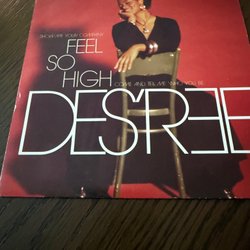 SHOW ME YOUR COMPANY
FEEL
SO
HIGH
COME AND TELL ME WHO YOU BE
DES'REE